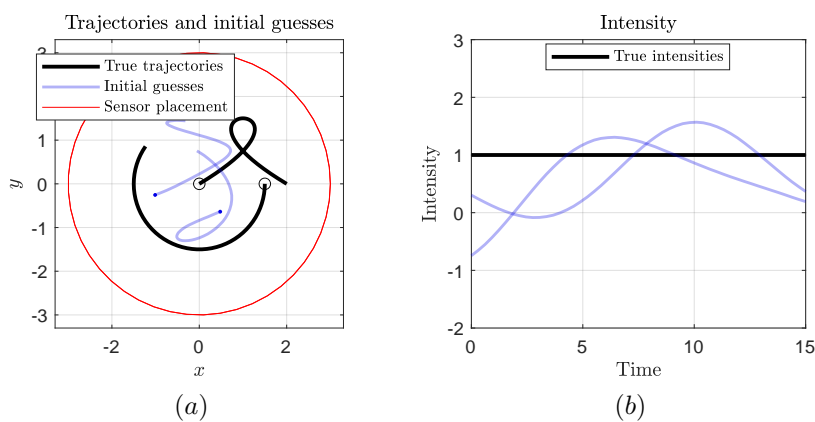 Trajectories and initial guesses
3
True trajectories
Initial guesses
Sensor placement
1
0
-1
-2
-3
y
-2
0
2
x
(a)
Intensity
3
True intensities
2
1
0
-1
-2
Intensity
0
5
10
15
Time
(b)